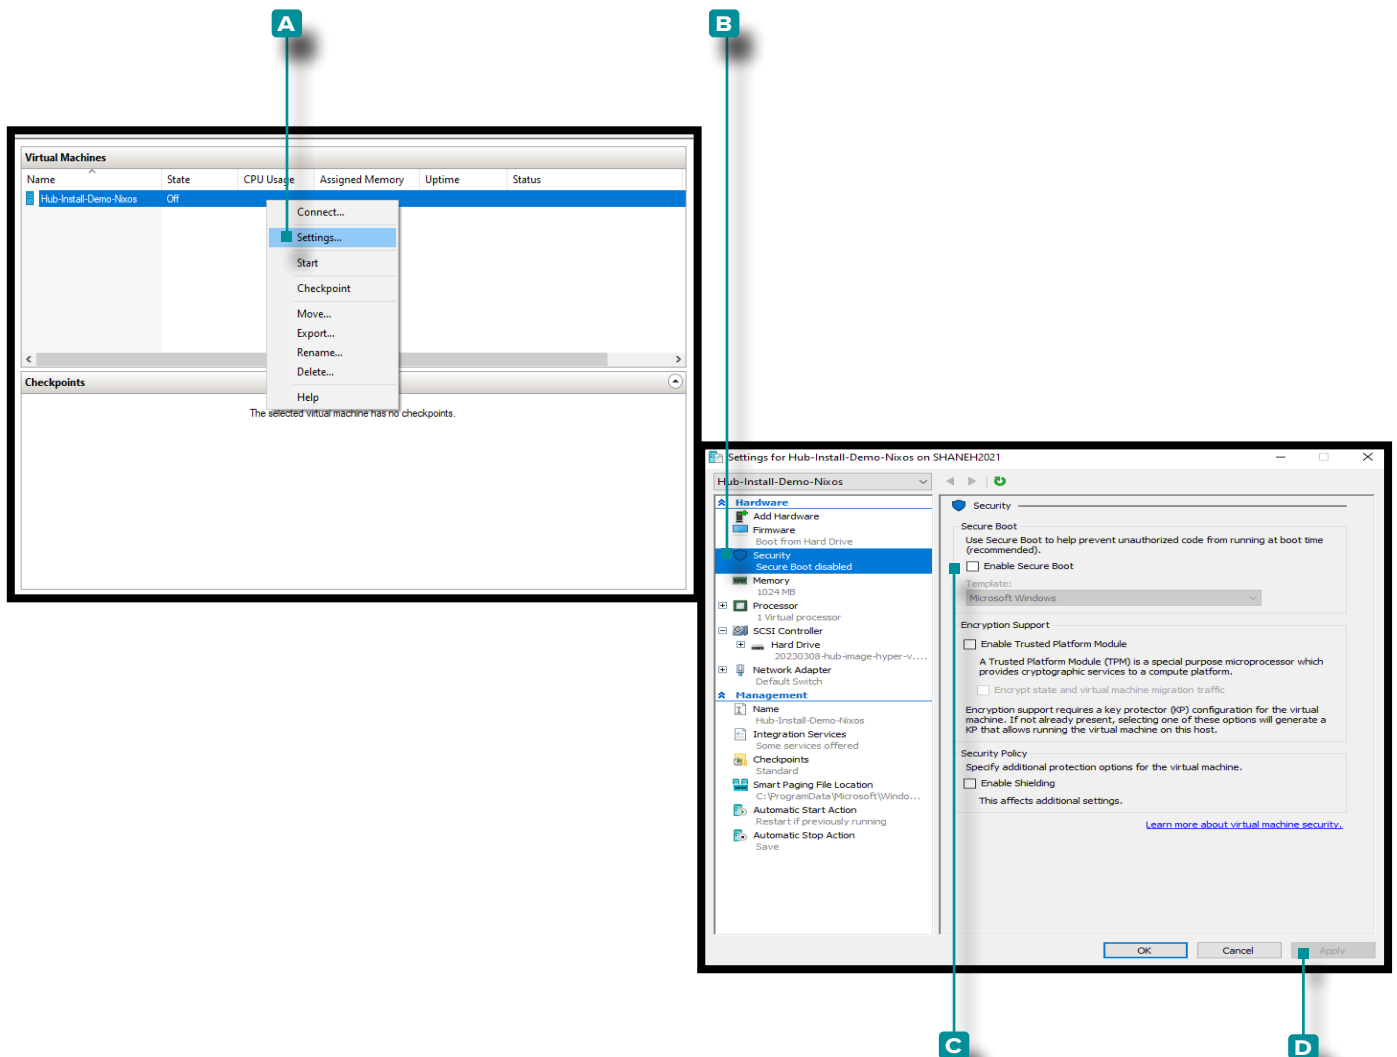 A
B
Virtual Machines
Name State CPU Usage Assigned Memory Uptime Status
Hub-Install-Demo-Nixos Off
Connect...
Settings...
Start
Checkpoint
Move...
Export...
Rename...
Delete...
Help
Checkpoints
The selected virtual machine has no checkpoints.
Settings for Hub-Install-Demo-Nixos on SHANEH2021
Hub-Install-Demo-Nixos
Hardware
Add Hardware
Firmware
Boot from Hard Drive
Security
Secure Boot disabled
Memory
1024 MB
Processor
1 Virtual processor
SCSI Controller
Hard Drive
20230308-hub-image-hyper-v....
Network Adapter
Default Switch
Management
Name
Hub-Install-Demo-Nixos
Integration Services
Some services offered
Checkpoints
Standard
Smart Paging File Location
C:\ProgramData\Microsoft\Windo...
Automatic Start Action
Restart if previously running
Automatic Stop Action
Save
Security
Secure Boot
Use Secure Boot to help prevent unauthorized code from running at boot time
(recommended).
Enable Secure Boot
Template:
Microsoft Windows
Encryption Support
Enable Trusted Platform Module
A Trusted Platform Module (TPM) is a special purpose microprocessor which
provides cryptographic services to a compute platform.
Encrypt state and virtual machine migration traffic
Encryption support requires a key protector (KP) configuration for the virtual
machine. If not already present, selecting one of these options will generate a
KP that allows running the virtual machine on this host.
Security Policy
Specify additional protection options for the virtual machine.
Enable Shielding
This affects additional settings.
Learn more about virtual machine security.
OK Cancel Apply
C
D